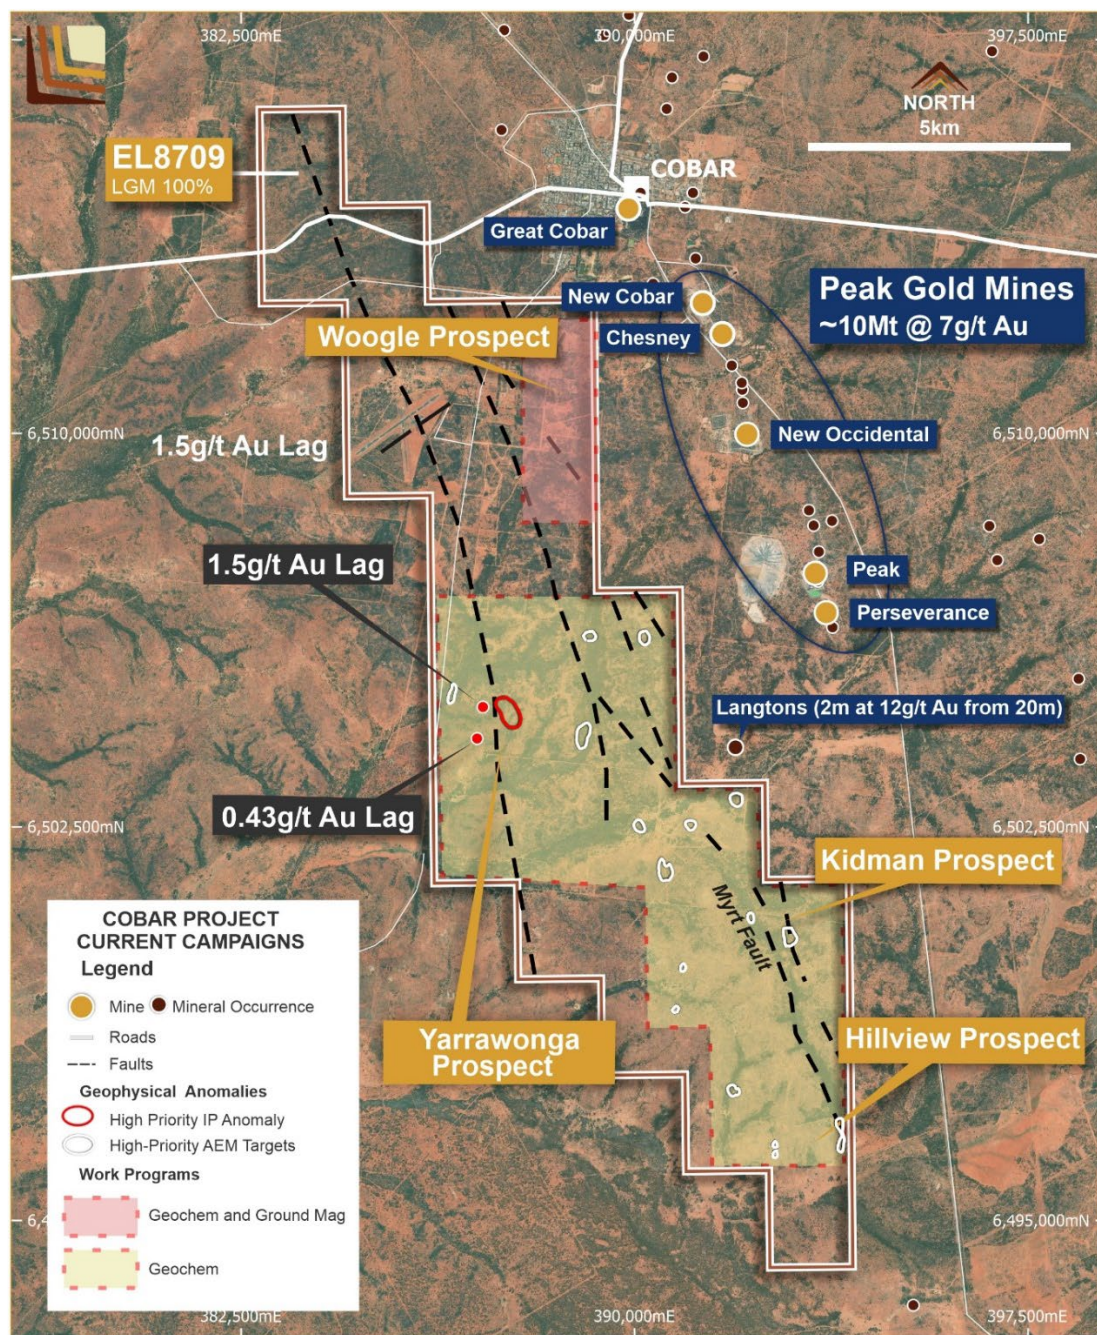 382,500mE
390,000mE
397,500mE
NORTH
5km
EL8709
LGM 100%
COBAR
Great Cobar
New Cobar
Chesney
Peak Gold Mines
~10Mt @ 7g/t Au
Woogle Prospect
6,510,000mN
1.5g/t Au Lag
New Occidental
6,510,000mN
1.5g/t Au Lag
Peak
Perseverance
Langtons (2m at 12g/t Au from 20m)
0.43g/t Au Lag
6,502,500mN
6,502,500mN
Kidman Prospect
Myrt Fault
Yarrawonga
Prospect
Hillview Prospect
COBAR PROJECT
CURRENT CAMPAIGNS
Legend
Mine
Mineral Occurrence
Roads
Faults
Geophysical Anomalies
High Priority IP Anomaly
High-Priority AEM Targets
Work Programs
Geochem and Ground Mag
Geochem
6,495,000mN
382,500mE
390,000mE
397,500mE